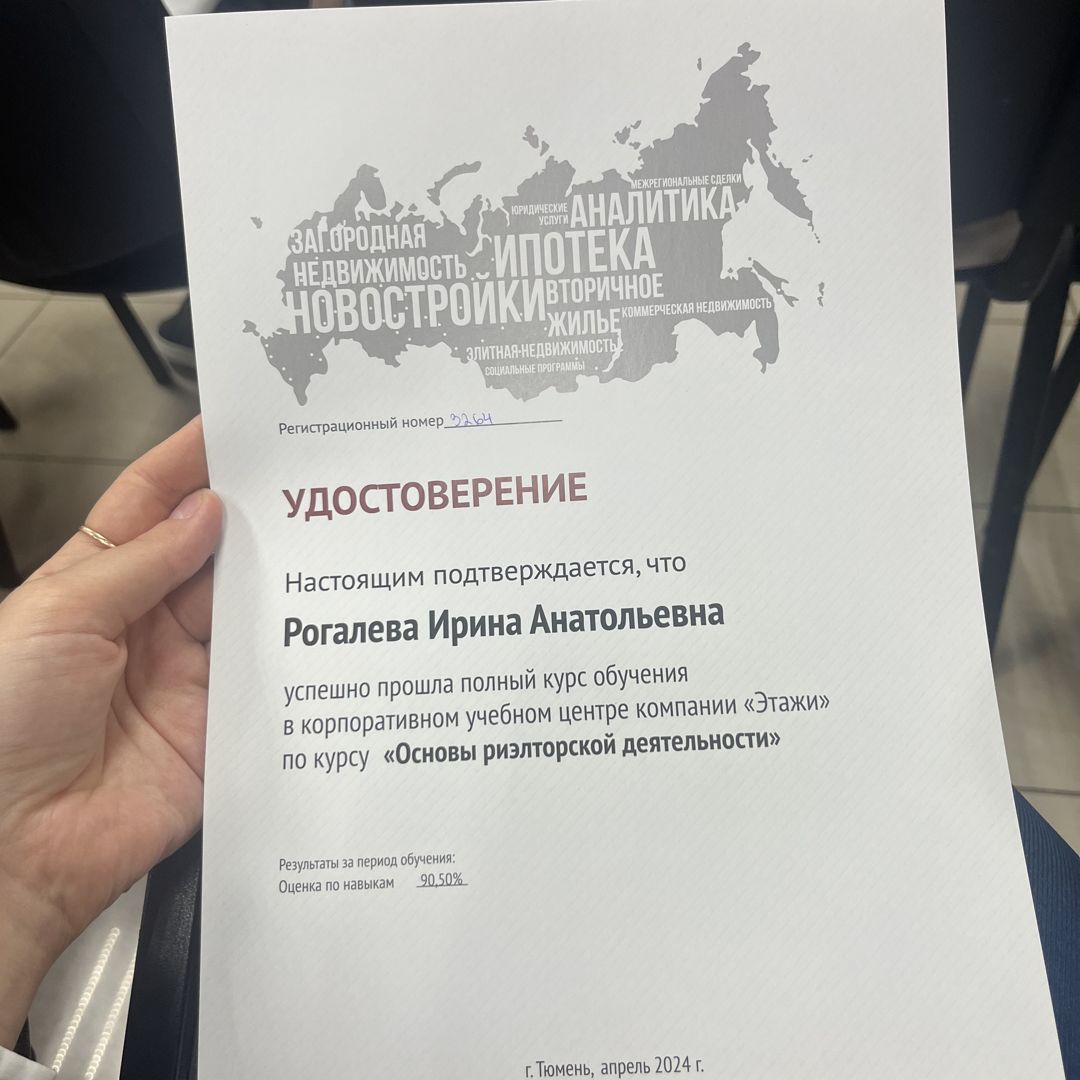 МЕЖРЕГИОНАЛЬНЫЕ СДЕЛКИ
ЮРИДИЧЕСКИЕ
УСЛУГИ
АНАЛИТИКА
ЗАГОРОДНАЯ
НЕДВИЖИМОСТЬ
ИПОТЕКА
НОВОСТРОЙКИ
ВТОРИЧНОЕ
ЖИЛЬЕ
КОММЕРЧЕСКАЯ НЕДВИЖИМОСТЬ
ЭЛИТНАЯ НЕДВИЖИМОСТЬ
СОЦИАЛЬНЫЕ ПРОГРАММЫ
Регистрационный номер 3264
УДОСТОВЕРЕНИЕ
Настоящим подтверждается, что
Рогалева Ирина Анатольевна
успешно прошла полный курс обучения
в корпоративном учебном центре компании «Этажи»
по курсу «Основы риэлторской деятельности»
Результаты за период обучения:
Оценка по навыкам 90,50%
г. Тюмень, апрель 2024 г.